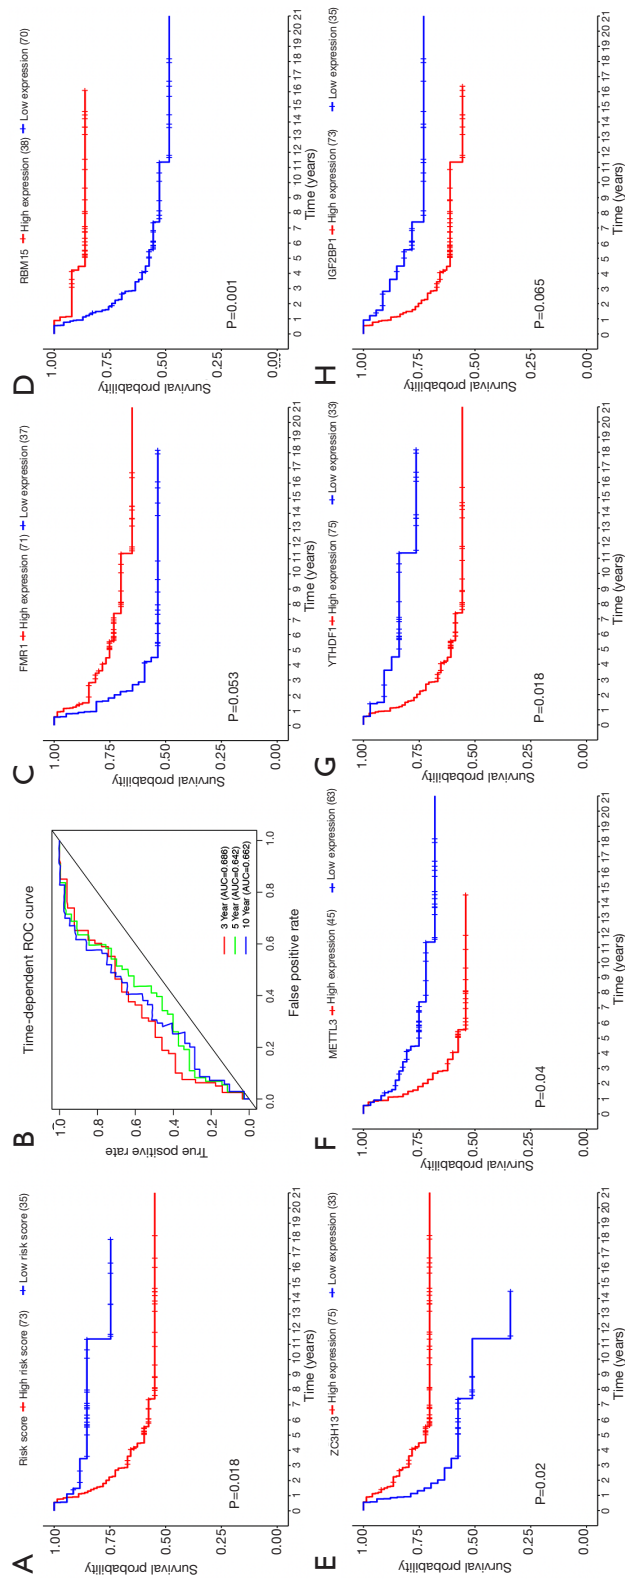 A
Risk score
High risk score (73)
Low risk score (35)
Survival probability
1.00
0.75
0.50
0.25
0.00
P=0.018
0 1 2 3 4 5 6 7 8 9 10 11 12 13 14 15 16 17 18 19 20 21
Time (years)
B
Time-dependent ROC curve
True positive rate
1.0
0.8
0.6
0.4
0.2
0.0
3 Year (AUC=0.686)
5 Year (AUC=0.642)
10 Year (AUC=0.662)
0.0 0.2 0.4 0.6 0.8 1.0
False positive rate
C
FMR1
High expression (71)
Low expression (37)
Survival probability
1.00
0.75
0.50
0.25
0.00
P=0.053
0 1 2 3 4 5 6 7 8 9 10 11 12 13 14 15 16 17 18 19 20 21
Time (years)
D
RBM15
High expression (38)
Low expression (70)
Survival probability
1.00
0.75
0.50
0.25
0.00
P=0.001
0 1 2 3 4 5 6 7 8 9 10 11 12 13 14 15 16 17 18 19 20 21
Time (years)
E
ZC3H13
High expression (75)
Low expression (33)
Survival probability
1.00
0.75
0.50
0.25
0.00
P=0.02
0 1 2 3 4 5 6 7 8 9 10 11 12 13 14 15 16 17 18 19 20 21
Time (years)
F
METTL3
High expression (45)
Low expression (63)
Survival probability
1.00
0.75
0.50
0.25
0.00
P=0.04
0 1 2 3 4 5 6 7 8 9 10 11 12 13 14 15 16 17 18 19 20 21
Time (years)
G
YTHDF1
High expression (75)
Low expression (33)
Survival probability
1.00
0.75
0.50
0.25
0.00
P=0.018
0 1 2 3 4 5 6 7 8 9 10 11 12 13 14 15 16 17 18 19 20 21
Time (years)
H
IGF2BP1
High expression (73)
Low expression (35)
Survival probability
1.00
0.75
0.50
0.25
0.00
P=0.065
0 1 2 3 4 5 6 7 8 9 10 11 12 13 14 15 16 17 18 19 20 21
Time (years)